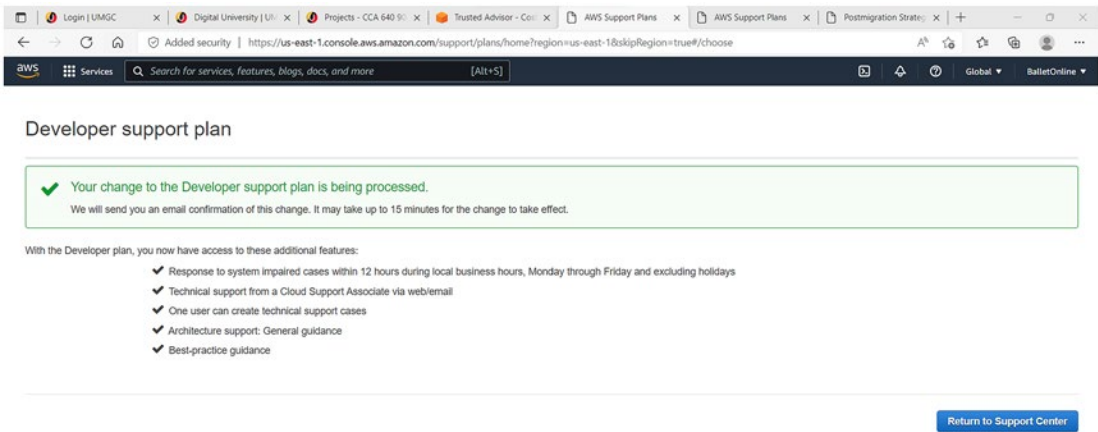 Login | UMGC
Digital University | UM
Projects - CCA 640 90
Trusted Advisor - Cos
AWS Support Plans
AWS Support Plans
Postmigration Strateg
Added security | https://us-east-1.console.aws.amazon.com/support/plans/home?region=us-east-1&skipRegion=true#/choose
aws Services Search for services, features, blogs, docs, and more [Alt+S] Global BalletOnline
Developer support plan
Your change to the Developer support plan is being processed.
We will send you an email confirmation of this change. It may take up to 15 minutes for the change to take effect.
With the Developer plan, you now have access to these additional features:
Response to system impaired cases within 12 hours during local business hours, Monday through Friday and excluding holidays
Technical support from a Cloud Support Associate via web/email
One user can create technical support cases
Architecture support: General guidance
Best-practice guidance
Return to Support Center